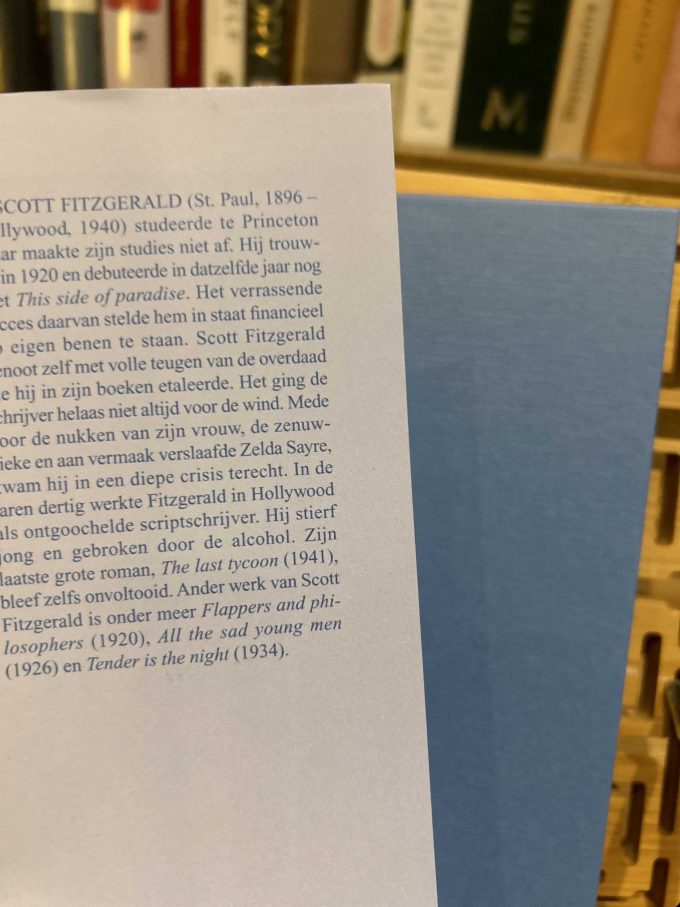 SCOTT FITZGERALD (St. Paul, 1896 –
llywood, 1940) studeerde te Princeton
ar maakte zijn studies niet af. Hij trouw-
in 1920 en debuteerde in datzelfde jaar nog
et This side of paradise. Het verrassende
cces daarvan stelde hem in staat financieel
p eigen benen te staan. Scott Fitzgerald
enoot zelf met volle teugen van de overdaad
e hij in zijn boeken etaleerde. Het ging de
chrijver helaas niet altijd voor de wind. Mede
oor de nukken van zijn vrouw, de zenuw-
ieke en aan vermaak verslaafde Zelda Sayre,
wam hij in een diepe crisis terecht. In de
aren dertig werkte Fitzgerald in Hollywood
als ontgoochelde scriptschrijver. Hij stierf
jong en gebroken door de alcohol. Zijn
laatste grote roman, The last tycoon (1941),
bleef zelfs onvoltooid. Ander werk van Scott
Fitzgerald is onder meer Flappers and phi-
losophers (1920), All the sad young men
(1926) en Tender is the night (1934).
M